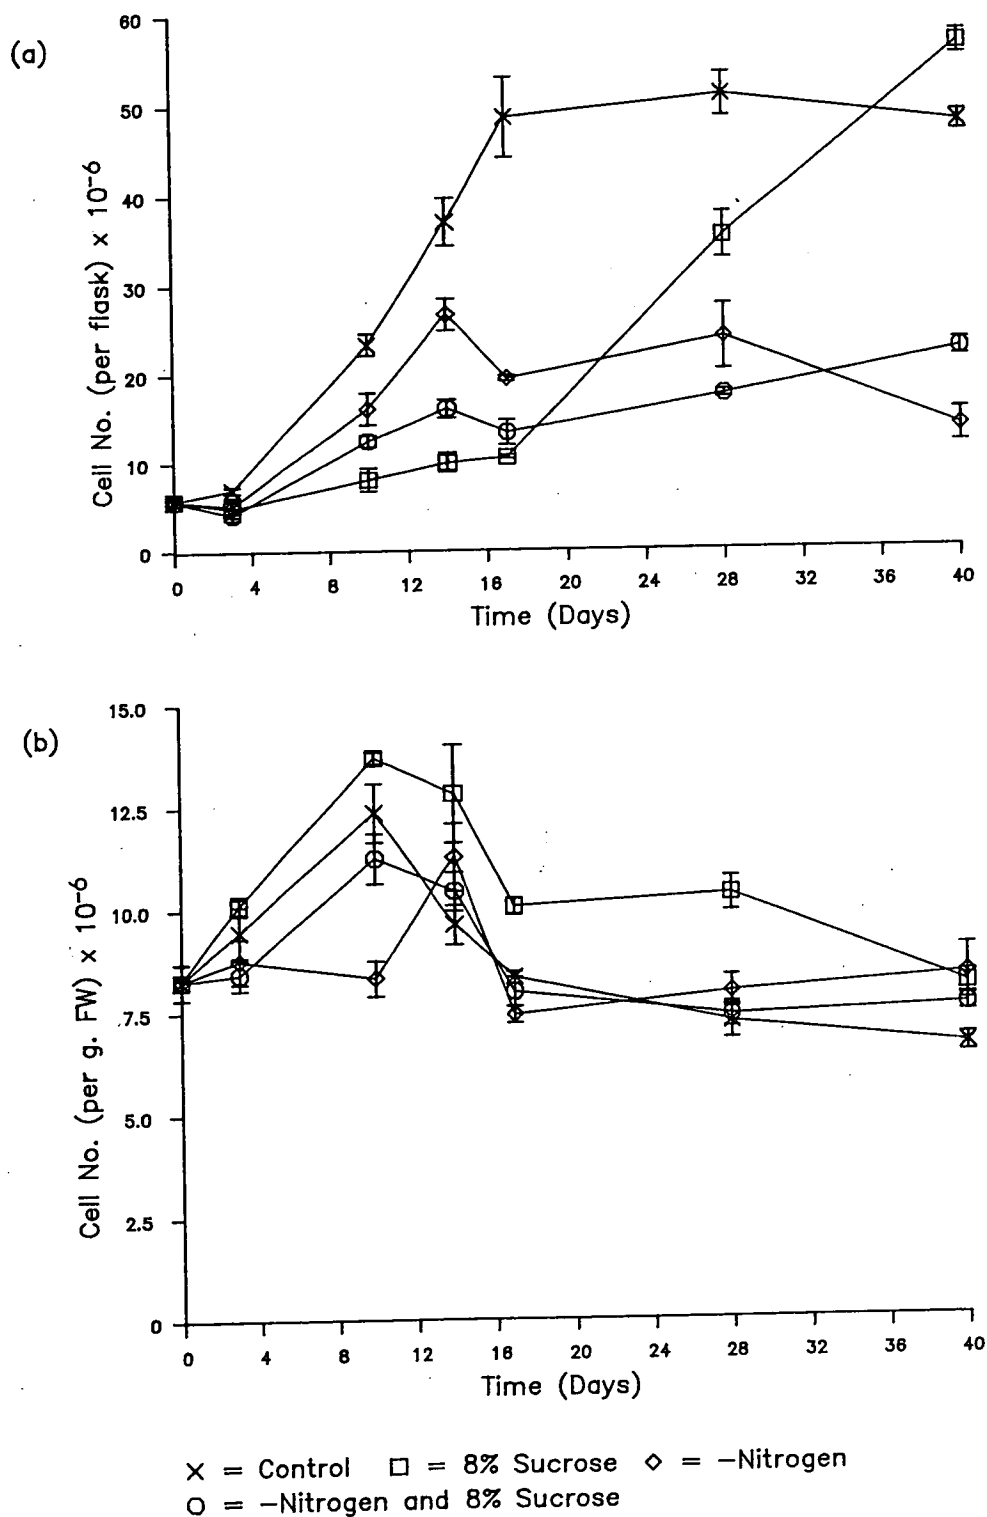 (a)
Cell No. (per flask) x 10-6
60
50
40
30
20
10
0
0 4 8 12 16 20 24 28 32 36 40
Time (Days)
(b)
Cell No. (per g. FW) x 10-6
15.0
12.5
10.0
7.5
5.0
2.5
0
0 4 8 12 16 20 24 28 32 36 40
Time (Days)
x = Control □ = 8% Sucrose ◇ = -Nitrogen
○ = -Nitrogen and 8% Sucrose